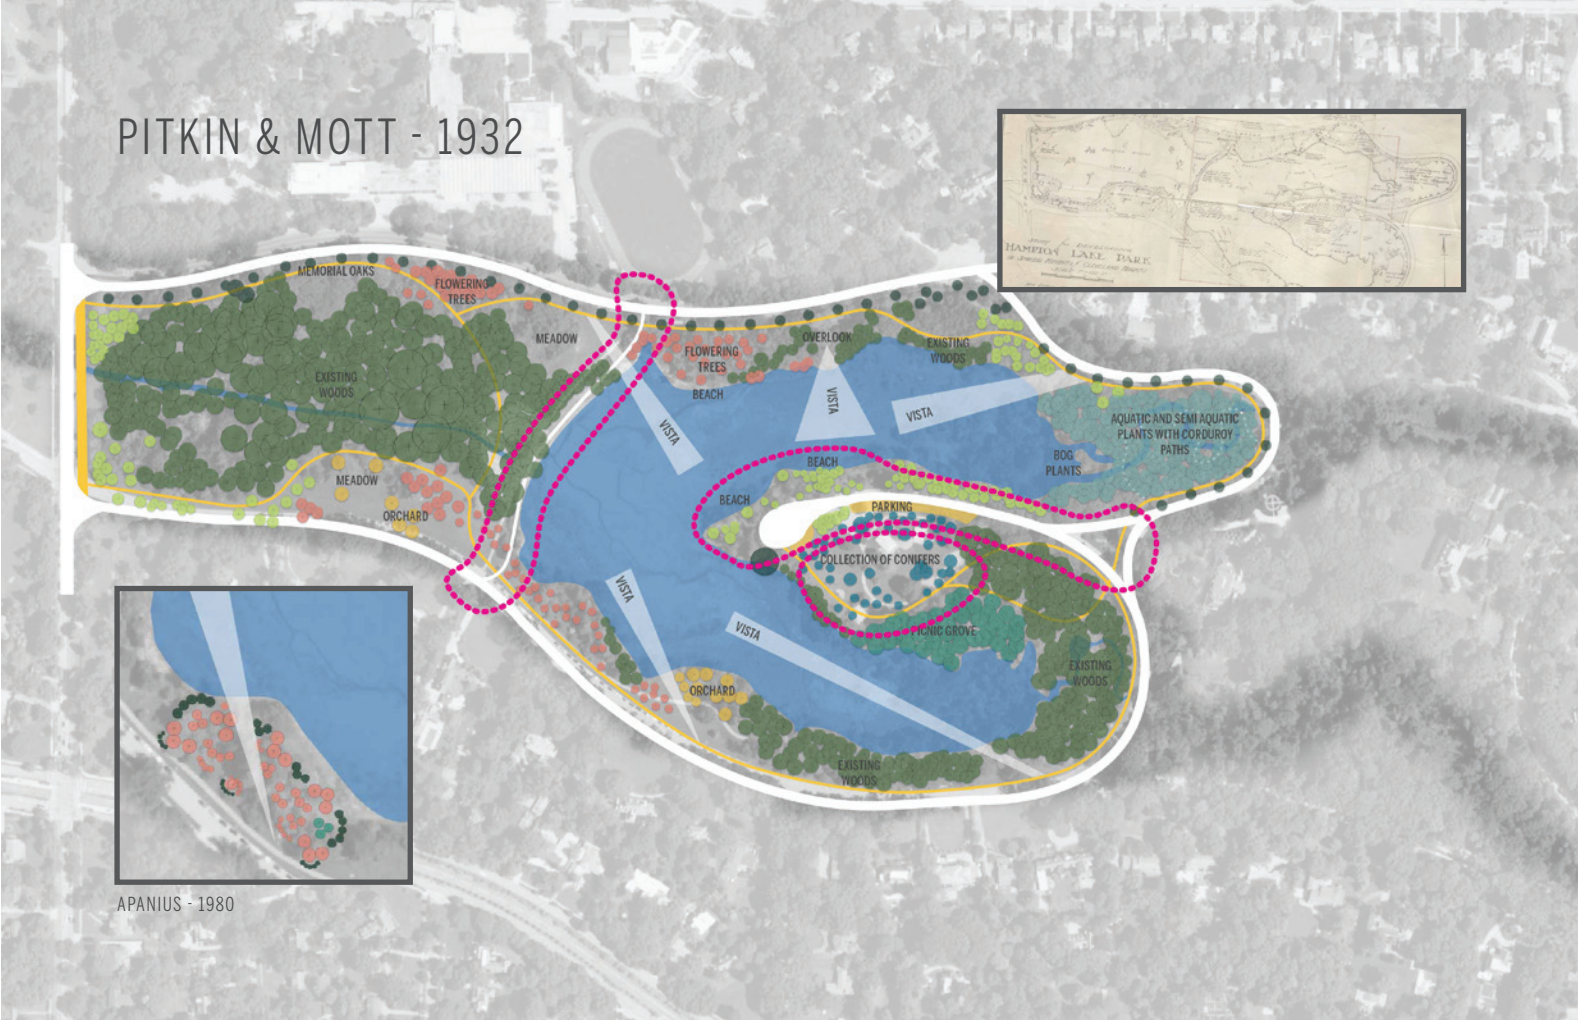 PITKIN & MOTT - 1932
HAMPTON LAKE PARK
MEMORIAL OAKS
FLOWERING
TREES
MEADOW
FLOWERING
TREES
OVERLOOK
EXISTING
WOODS
EXISTING
WOODS
BEACH
VISTA
VISTA
VISTA
AQUATIC AND SEMI AQUATIC
PLANTS WITH CORDUROY
PATHS
BOG
PLANTS
MEADOW
ORCHARD
BEACH
BEACH
PARKING
COLLECTION OF CONIFERS
VISTA
VISTA
PICNIC GROVE
EXISTING
WOODS
ORCHARD
EXISTING
WOODS
APANIUS - 1980